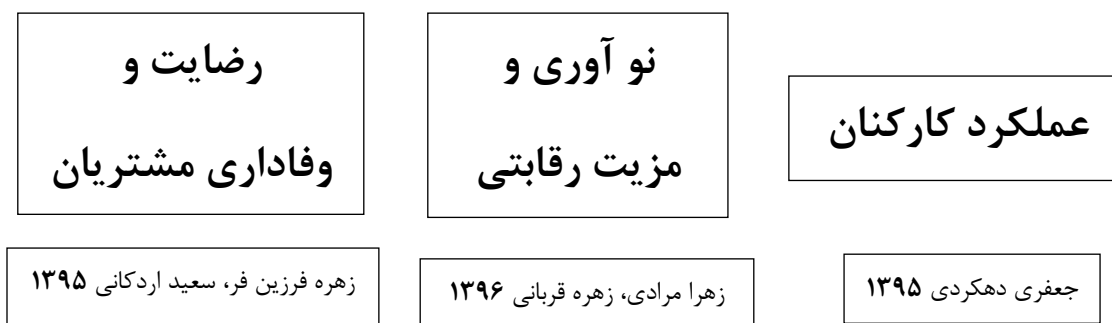 عملکرد کارکنان
نو آوری و
مزیت رقابتی
رضایت و
وفاداری مشتریان
جعفری دهکردی ۱۳۹۵
زهرا مرادی، زهره قربانی ۱۳۹۶
زهره فرزین فر، سعید اردکانی ۱۳۹۵